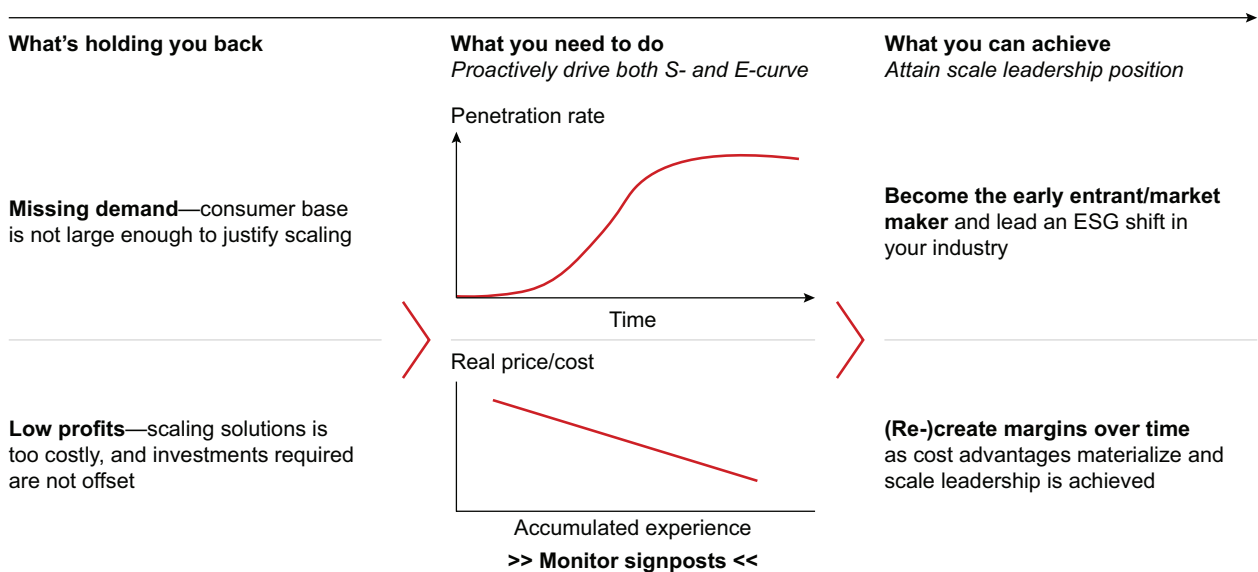 What's holding you back
What you need to do
Proactively drive both S- and E-curve
What you can achieve
Attain scale leadership position
Missing demand—consumer base
is not large enough to justify scaling
Penetration rate
Time
Become the early entrant/market
maker and lead an ESG shift in
your industry
Low profits—scaling solutions is
too costly, and investments required
are not offset
Real price/cost
Accumulated experience
>> Monitor signposts <<
(Re-)create margins over time
as cost advantages materialize and
scale leadership is achieved